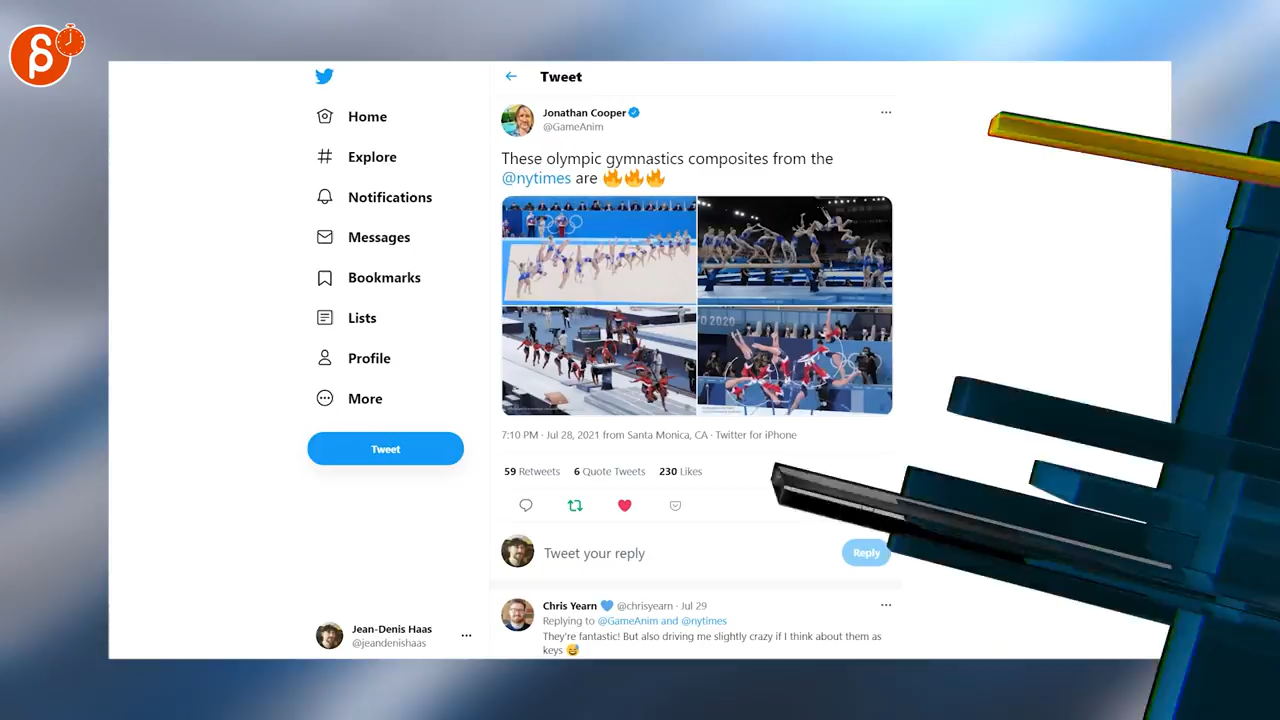 Tweet
Jonathan Cooper
@GameAnim
These olympic gymnastics composites from the
@nytimes are 🔥🔥🔥
Home
Explore
Notifications
Messages
Bookmarks
Lists
Profile
More
Tweet
O 2020
7:10 PM · Jul 28, 2021 from Santa Monica, CA · Twitter for iPhone
59 Retweets 6 Quote Tweets 230 Likes
Tweet your reply
Reply
Chris Yearn 💙 @chrisyearn · Jul 29
Replying to @GameAnim and @nytimes
They're fantastic! But also driving me slightly crazy if I think about them as
keys 😅
Jean-Denis Haas
@jeandenishaas